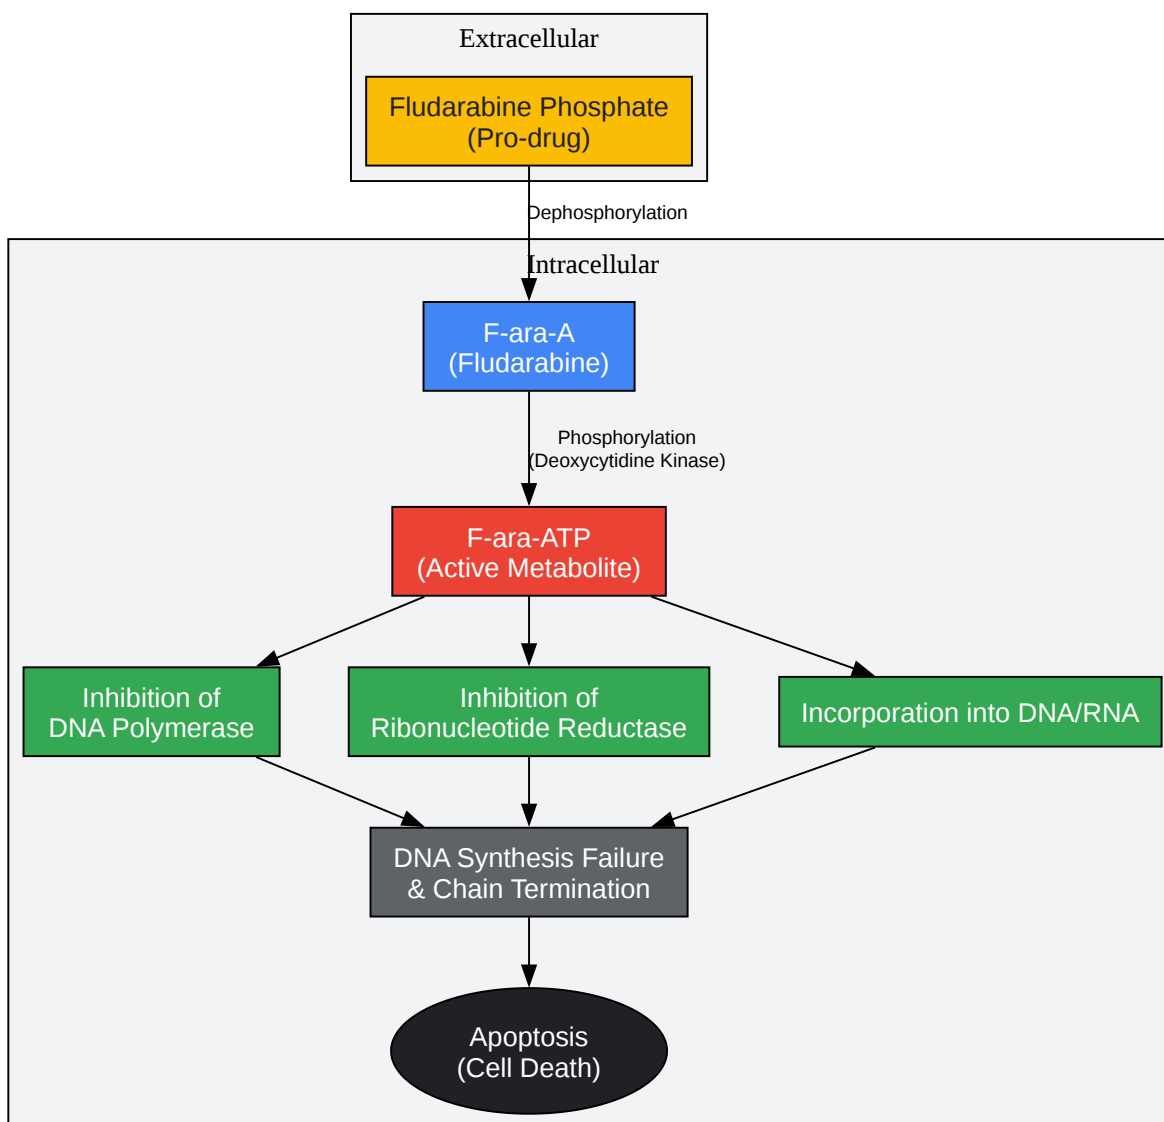 Extracellular
Fludarabine Phosphate
(Pro-drug)
Dephosphorylation
Intracellular
F-ara-A
(Fludarabine)
Phosphorylation
(Deoxycytidine Kinase)
F-ara-ATP
(Active Metabolite)
Inhibition of
DNA Polymerase
Inhibition of
Ribonucleotide Reductase
Incorporation into DNA/RNA
DNA Synthesis Failure
& Chain Termination
Apoptosis
(Cell Death)